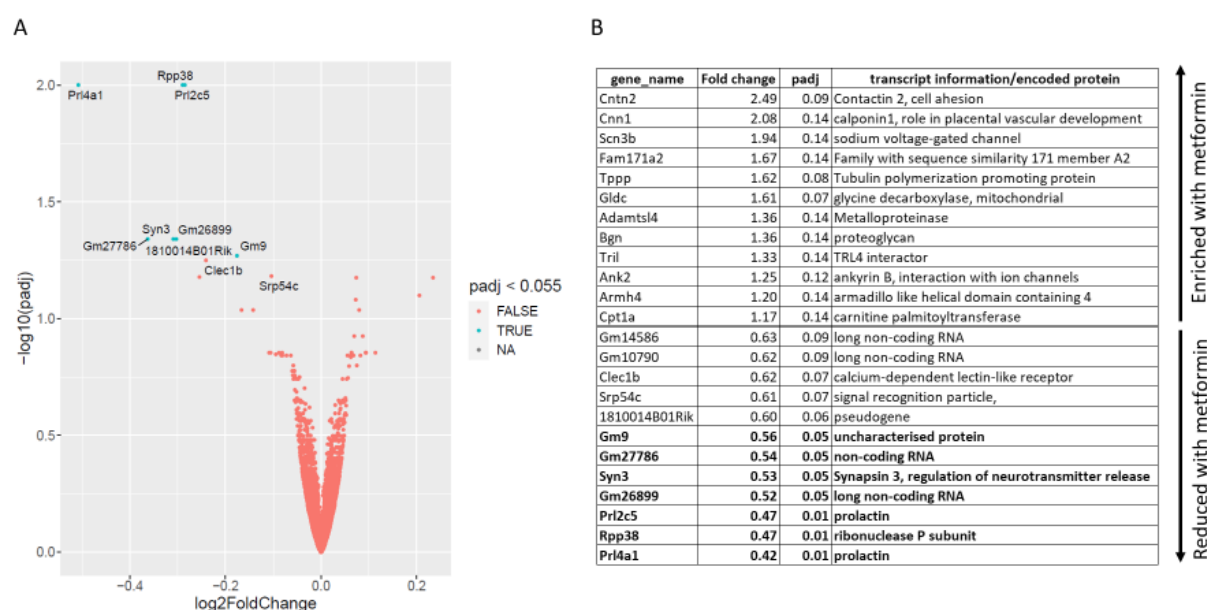 A
B
2.0
1.5
1.0
0.5
0.0
−0.4
−0.2
0.0
0.2
−log10(padj)
log2FoldChange
Rpp38
Prl4a1
Prl2c5
Syn3
Gm26899
Gm27786
1810014B01Rik
Gm9
Clec1b
Srp54c
padj < 0.055
FALSE
TRUE
NA
gene_name Fold change padj transcript information/encoded protein
Cntn2 2.49 0.09 Contactin 2, cell ahesion
Cnn1 2.08 0.14 calponin1, role in placental vascular development
Scn3b 1.94 0.14 sodium voltage-gated channel
Fam171a2 1.67 0.14 Family with sequence similarity 171 member A2
Tppp 1.62 0.08 Tubulin polymerization promoting protein
Gldc 1.61 0.07 glycine decarboxylase, mitochondrial
Adamtsl4 1.36 0.14 Metalloproteinase
Bgn 1.36 0.14 proteoglycan
Tril 1.33 0.14 TRL4 interactor
Ank2 1.25 0.12 ankyrin B, interaction with ion channels
Armh4 1.20 0.14 armadillo like helical domain containing 4
Cpt1a 1.17 0.14 carnitine palmitoyltransferase
Gm14586 0.63 0.09 long non-coding RNA
Gm10790 0.62 0.09 long non-coding RNA
Clec1b 0.62 0.07 calcium-dependent lectin-like receptor
Srp54c 0.61 0.07 signal recognition particle,
1810014B01Rik 0.60 0.06 pseudogene
Gm9 0.56 0.05 uncharacterised protein
Gm27786 0.54 0.05 non-coding RNA
Syn3 0.53 0.05 Synapsin 3, regulation of neurotransmitter release
Gm26899 0.52 0.05 long non-coding RNA
Prl2c5 0.47 0.01 prolactin
Rpp38 0.47 0.01 ribonuclease P subunit
Prl4a1 0.42 0.01 prolactin
Enriched with metformin
Reduced with metformin